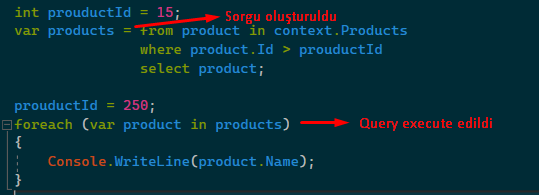 int prouductId = 15;
Sorgu oluşturuldu
var products = from product in context.Products
where product.Id > prouductId
select product;
prouductId = 250;
foreach (var product in products)
Query execute edildi
{
Console.WriteLine(product.Name);
}